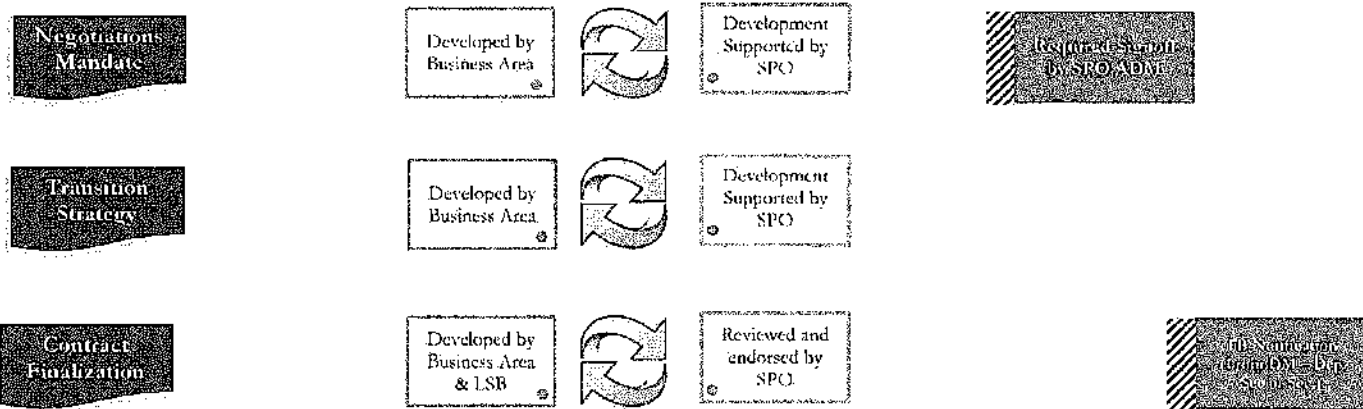 Negotiations
Mandate
Developed by
Business Area
Development
Supported by
SPO
Required Signoff
by SPO ADM
Transition
Strategy
Developed by
Business Area
Development
Supported by
SPO
Contract
Finalization
Developed by
Business Area
& LSB
Reviewed and
endorsed by
SPO